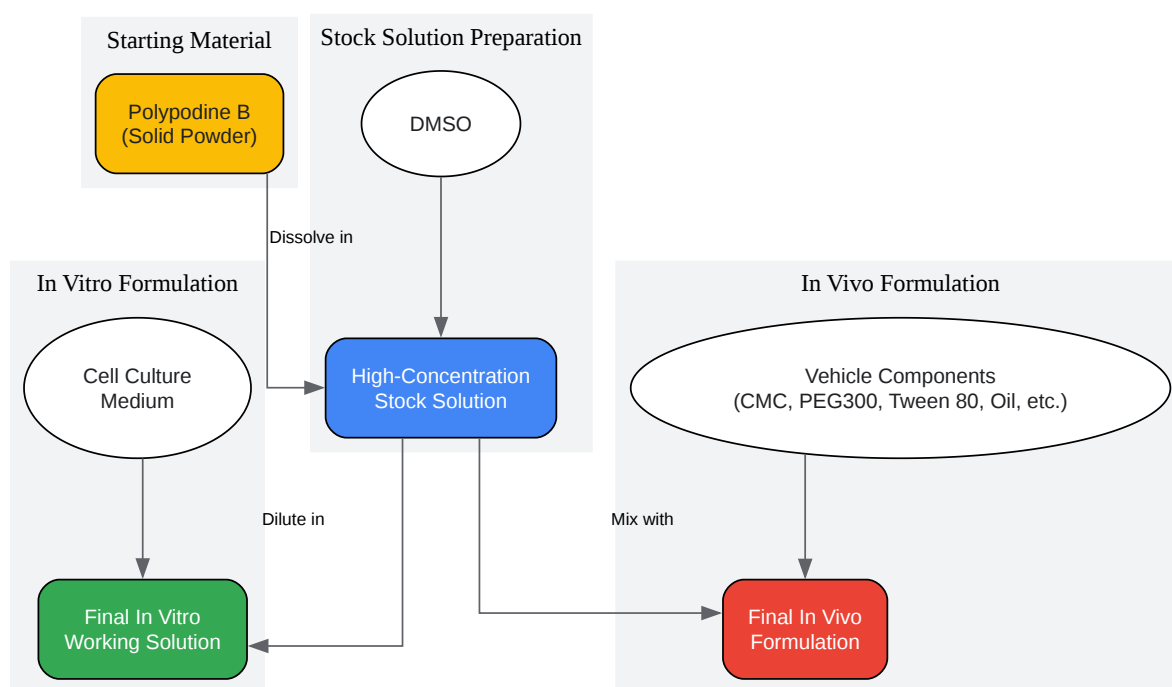 Starting Material
Polypodine B
(Solid Powder)
Stock Solution Preparation
DMSO
Dissolve in
In Vitro Formulation
Cell Culture
Medium
High-Concentration
Stock Solution
In Vivo Formulation
Vehicle Components
(CMC, PEG300, Tween 80, Oil, etc.)
Dilute in
Mix with
Final In Vitro
Working Solution
Final In Vivo
Formulation